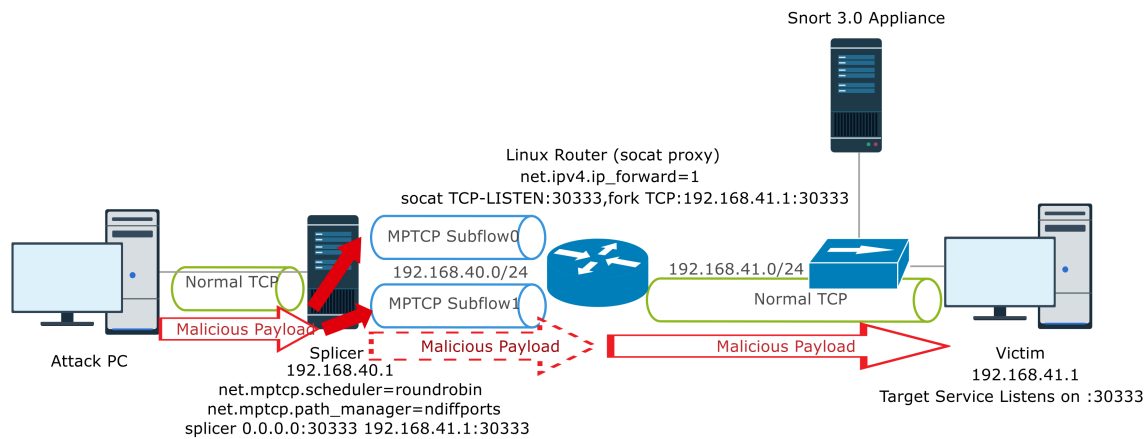 Snort 3.0 Appliance
Linux Router (socat proxy)
net.ipv4.ip_forward=1
socat TCP-LISTEN:30333,fork TCP:192.168.41.1:30333
MPTCP Subflow0
192.168.40.0/24
192.168.41.0/24
Normal TCP
MPTCP Subflow1
Normal TCP
Malicious Payload
Malicious Payload
Malicious Payload
Attack PC
Splicer
192.168.40.1
net.mptcp.scheduler=roundrobin
net.mptcp.path_manager=ndiffports
splicer 0.0.0.0:30333 192.168.41.1:30333
Victim
192.168.41.1
Target Service Listens on :30333